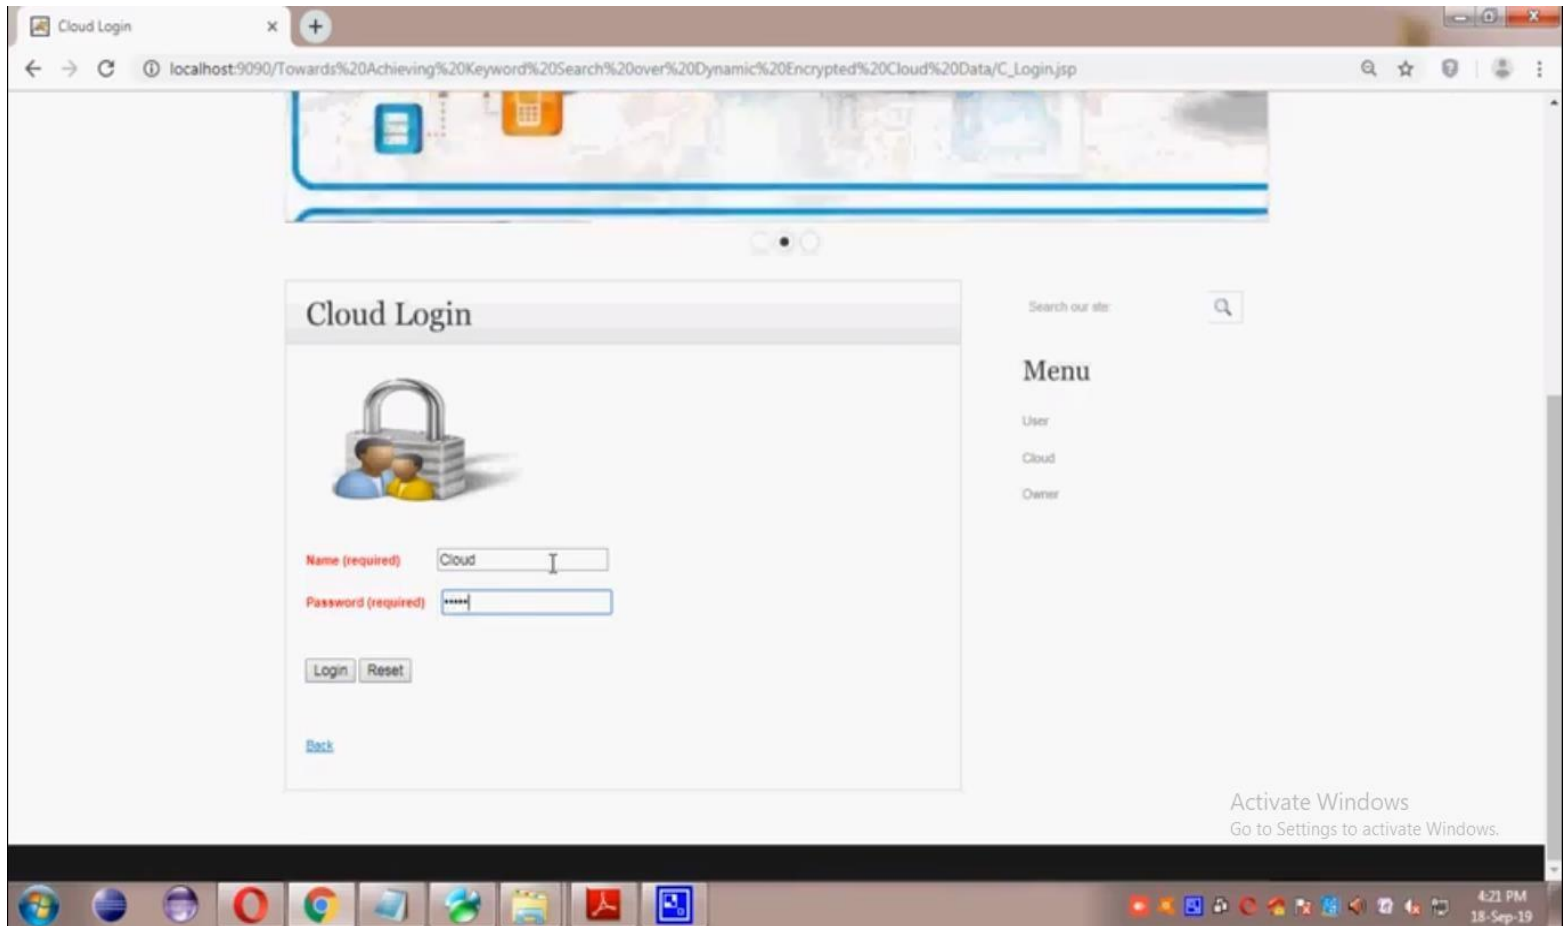 Cloud Login
localhost:9090/Towards%20Achieving%20Keyword%20Search%20over%20Dynamic%20Encrypted%20Cloud%20Data/C_Login.jsp
Cloud Login
Search our site:
Menu
User
Cloud
Owner
Name (required) Cloud
Password (required) •••••
Login Reset
Back
Activate Windows
Go to Settings to activate Windows.
4:21 PM
18-Sep-19